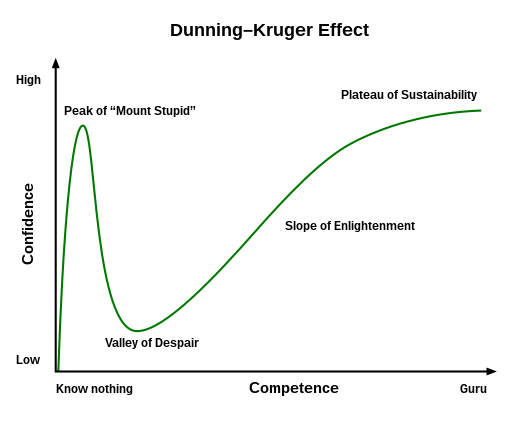 Dunning–Kruger Effect
High
Peak of “Mount Stupid”
Plateau of Sustainability
Confidence
Slope of Enlightenment
Valley of Despair
Low
Know nothing
Competence
Guru